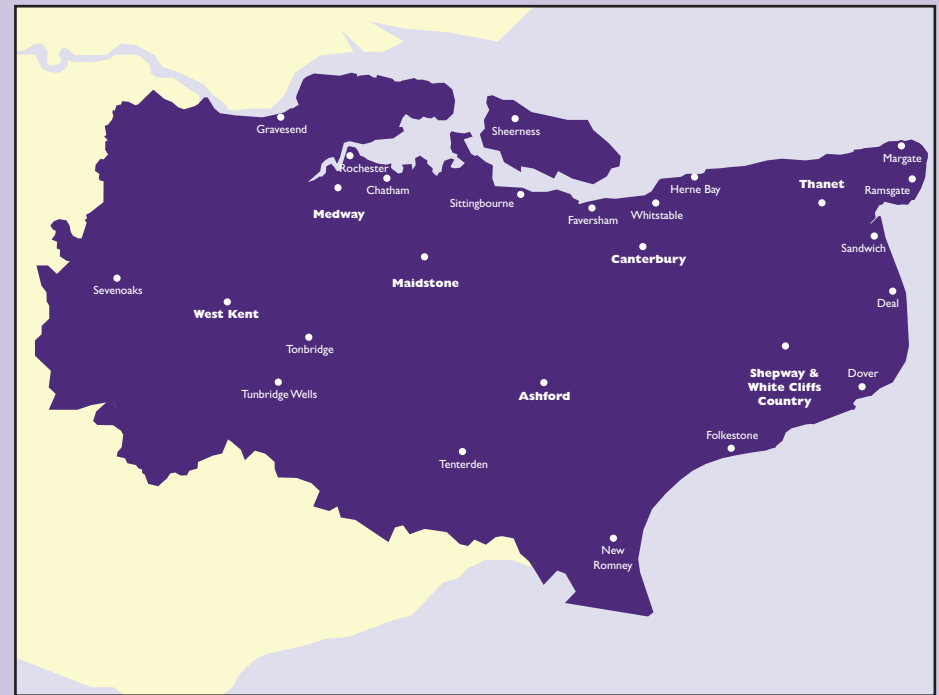 Gravesend
Sheerness
Rochester
Chatham
Margate
Ramsgate
Thanet
Herne Bay
Sittingbourne
Medway
Faversham
Whitstable
Sandwich
Canterbury
Maidstone
Sevenoaks
Deal
West Kent
Tonbridge
Shepway &
White Cliffs
Country
Dover
Tunbridge Wells
Ashford
Folkestone
Tenterden
New
Romney